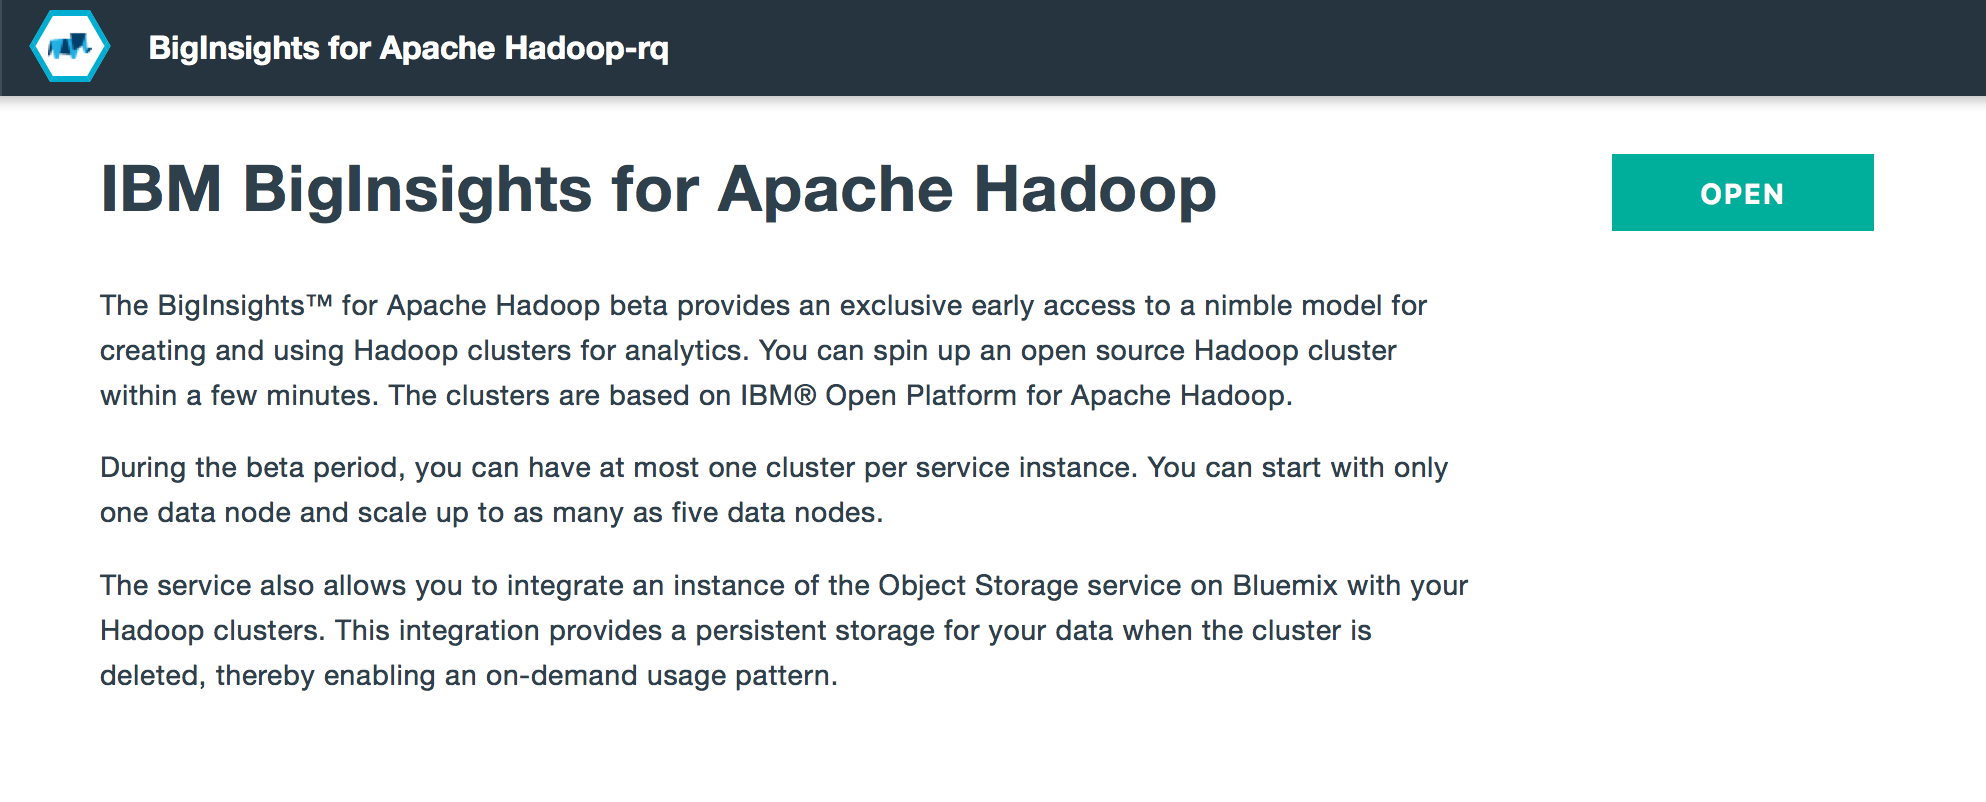 BigInsights for Apache Hadoop-rq
IBM BigInsights for Apache Hadoop
OPEN
The BigInsights™ for Apache Hadoop beta provides an exclusive early access to a nimble model for
creating and using Hadoop clusters for analytics. You can spin up an open source Hadoop cluster
within a few minutes. The clusters are based on IBM® Open Platform for Apache Hadoop.
During the beta period, you can have at most one cluster per service instance. You can start with only
one data node and scale up to as many as five data nodes.
The service also allows you to integrate an instance of the Object Storage service on Bluemix with your
Hadoop clusters. This integration provides a persistent storage for your data when the cluster is
deleted, thereby enabling an on-demand usage pattern.